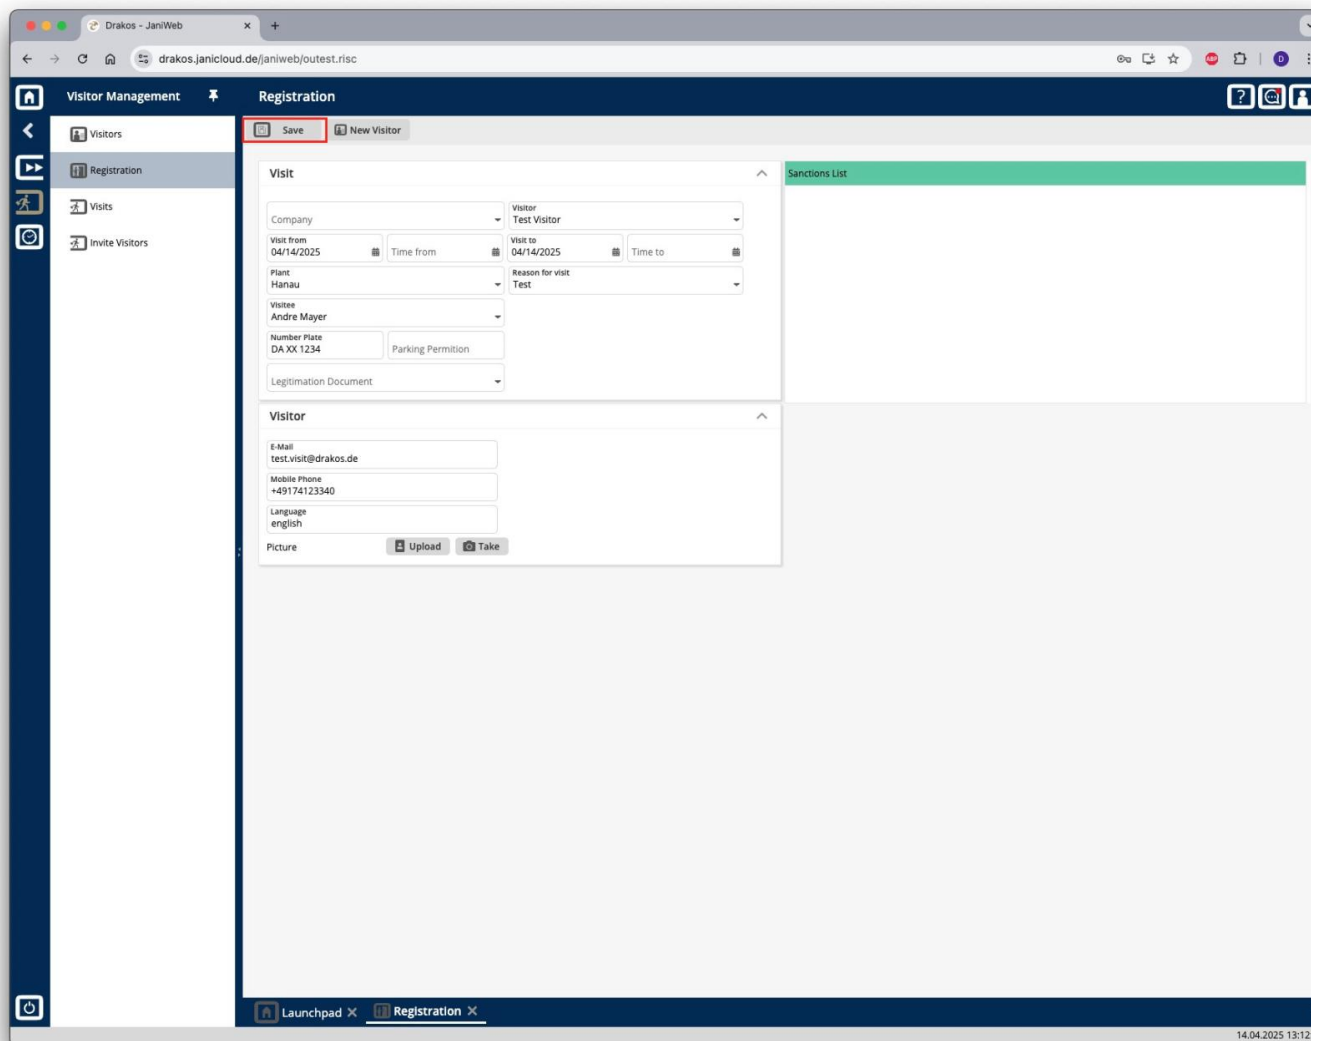 Drakos - JaniWeb
drakos.janicloud.de/janiweb/outest.risc
ABP
D
Visitor Management
Registration
?
Visitors
Registration
Visits
Invite Visitors
Save
New Visitor
Visit
Sanctions List
Company
Visitor
Test Visitor
Visit from
04/14/2025
Time from
Visit to
04/14/2025
Time to
Plant
Hanau
Reason for visit
Test
Visitee
Andre Mayer
Number Plate
DA XX 1234
Parking Permition
Legitimation Document
Visitor
E-Mail
test.visit@drakos.de
Mobile Phone
+49174123340
Language
english
Picture
Upload
Take
Launchpad
Registration
14.04.2025 13:12